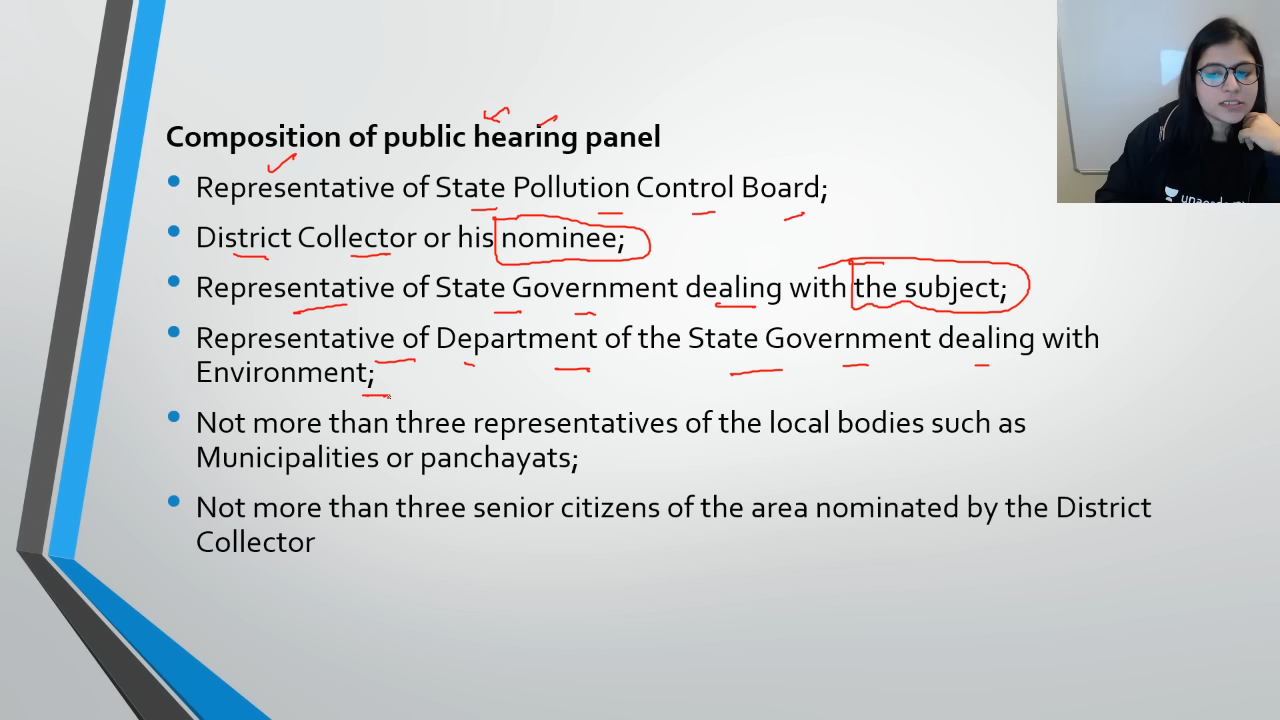 Composition of public hearing panel
Representative of State Pollution Control Board;
District Collector or his nominee;
Representative of State Government dealing with the subject;
Representative of Department of the State Government dealing with
Environment;
Not more than three representatives of the local bodies such as
Municipalities or panchayats;
Not more than three senior citizens of the area nominated by the District
Collector